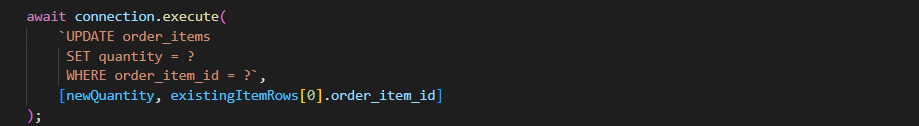 await connection.execute(
`UPDATE order_items
SET quantity = ?
WHERE order_item_id = ?`,
[newQuantity, existingItemRows[0].order_item_id]
);